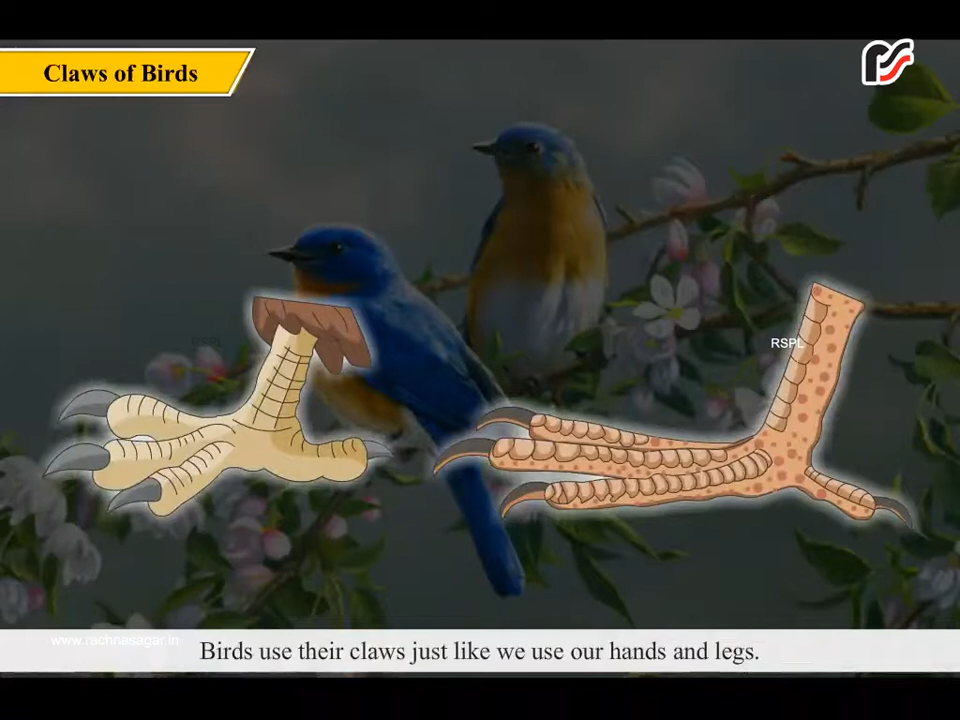 Claws of Birds
RSPL
RSPL
www.rachnasagar.in
Birds use their claws just like we use our hands and legs.